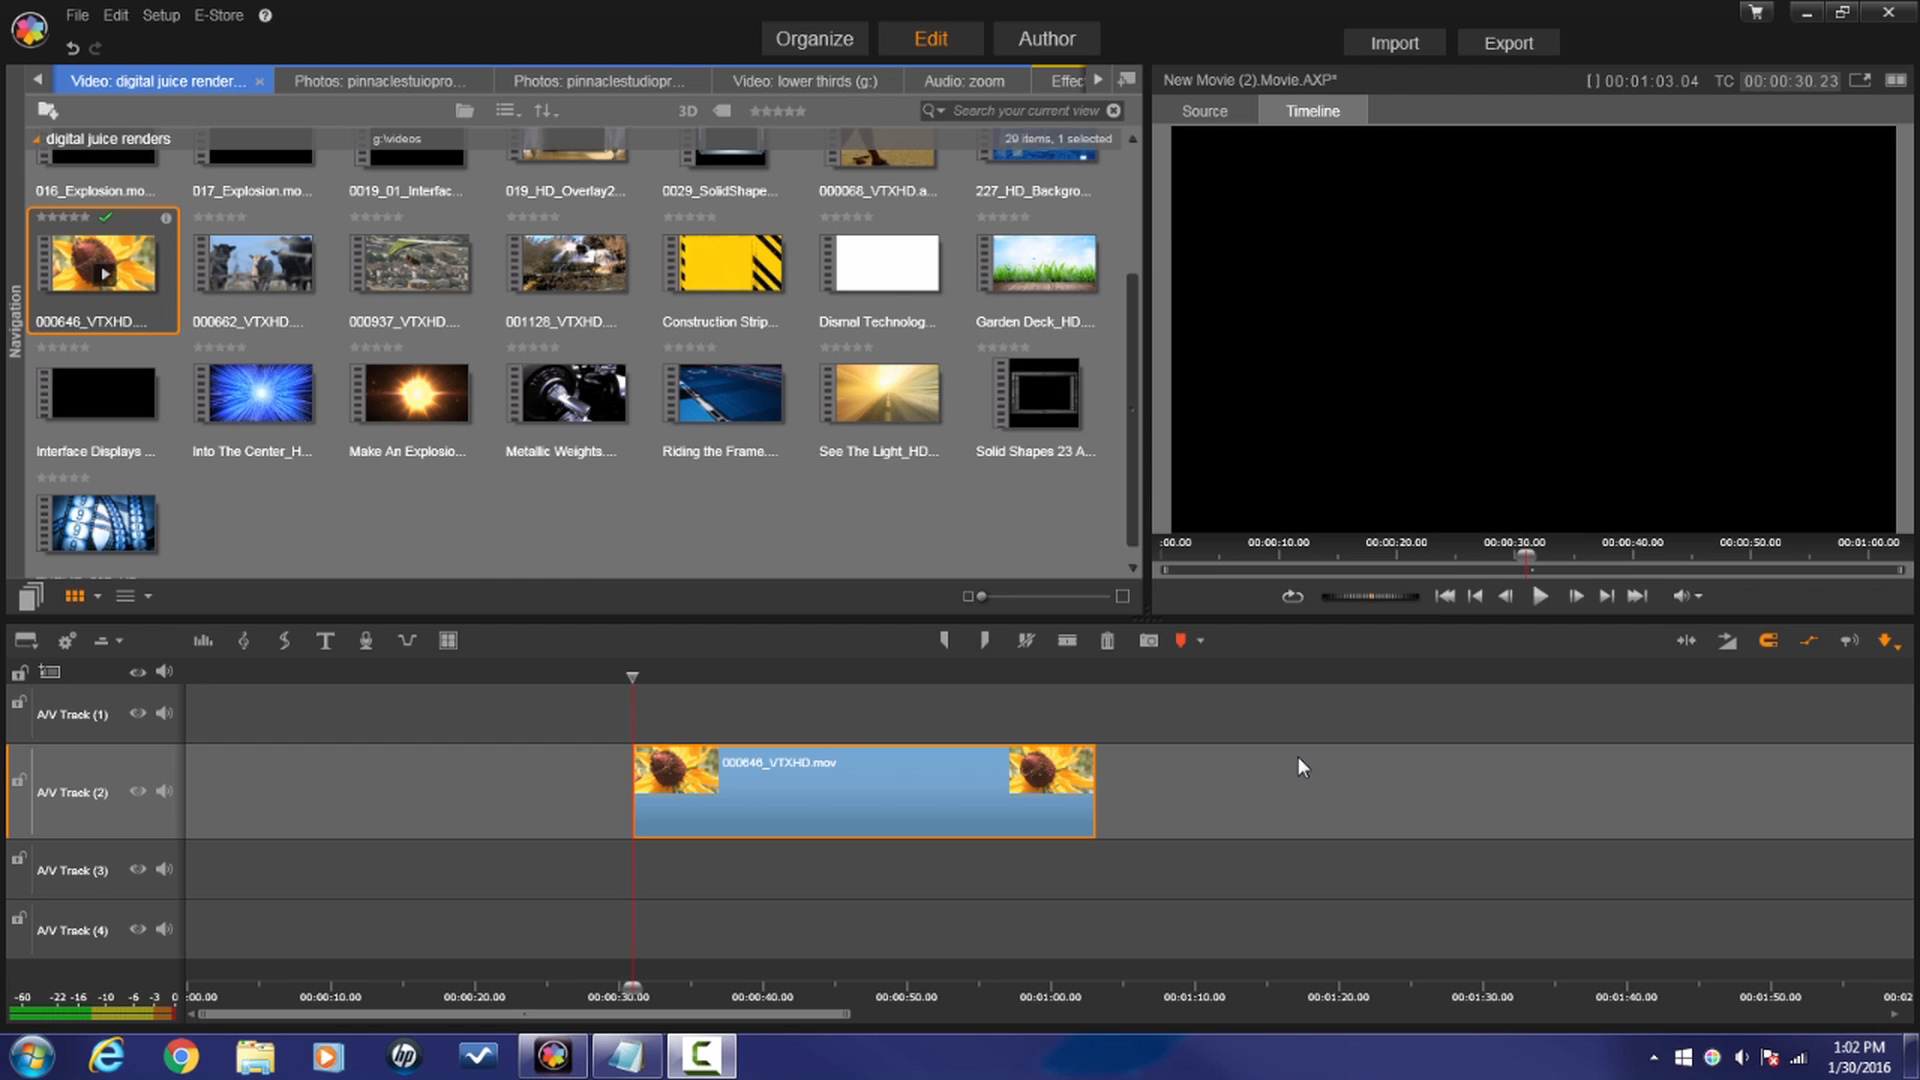 File Edit Setup E-Store ?
Organize Edit Author
Import Export
Video: digital juice render... ×
Photos: pinnaclestuiopro...
Photos: pinnaclestudiopr...
Video: lower thirds (g:)
Audio: zoom
Effec
New Movie (2).Movie.AXP*
[ ] 00:01:03.04 TC 00:00:30.23
3D
Search your current view
Source Timeline
digital juice renders
g:\videos
29 items, 1 selected
016_Explosion.mo...
017_Explosion.mo...
0019_01_Interfac...
019_HD_Overlay2...
0029_SolidShape...
000068_VTXHD.a...
227_HD_Backgro...
000646_VTXHD....
000662_VTXHD....
000937_VTXHD....
001128_VTXHD....
Construction Strip...
Dismal Technolog...
Garden Deck_HD....
Navigation
Interface Displays ...
Into The Center_H...
Make An Explosio...
Metallic Weights....
Riding the Frame....
See The Light_HD...
Solid Shapes 23 A...
:00.00 00:00:10.00 00:00:20.00 00:00:30.00 00:00:40.00 00:00:50.00 00:01:00.00
A/V Track (1)
A/V Track (2)
000646_VTXHD.mov
A/V Track (3)
A/V Track (4)
-60 -22 -16 -10 -6 -3 0
:00.00 00:00:10.00 00:00:20.00 00:00:30.00 00:00:40.00 00:00:50.00 00:01:00.00 00:01:10.00 00:01:20.00 00:01:30.00 00:01:40.00 00:01:50.00 00:02
hp
1:02 PM
1/30/2016